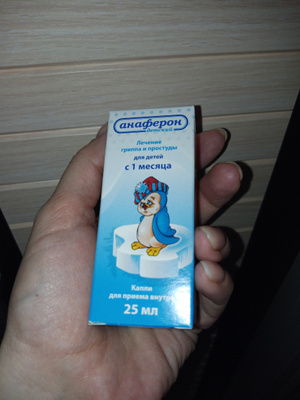 анаферон
детский
Лечение
гриппа и простуды
для детей
с 1 месяца
Капли
для приема внутрь
25 мл